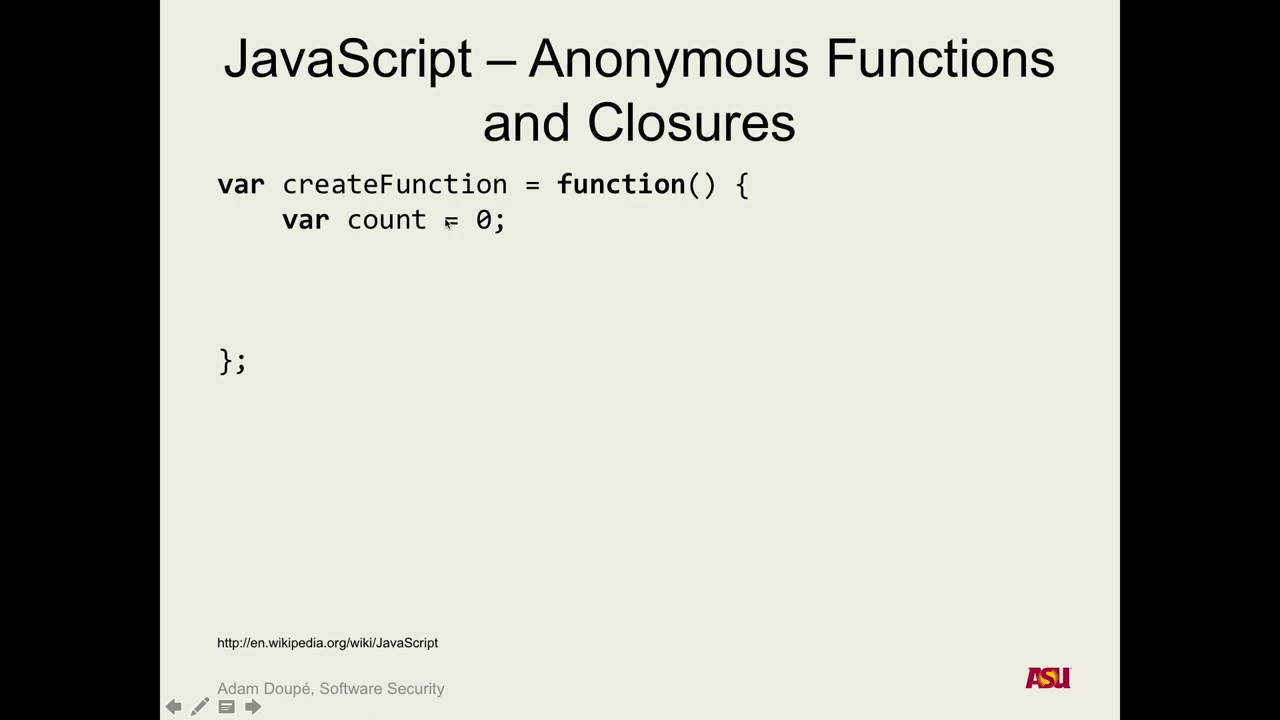 JavaScript – Anonymous Functions
and Closures
var createFunction = function() {
    var count = 0;
};
http://en.wikipedia.org/wiki/JavaScript
Adam Doupé, Software Security
ASU